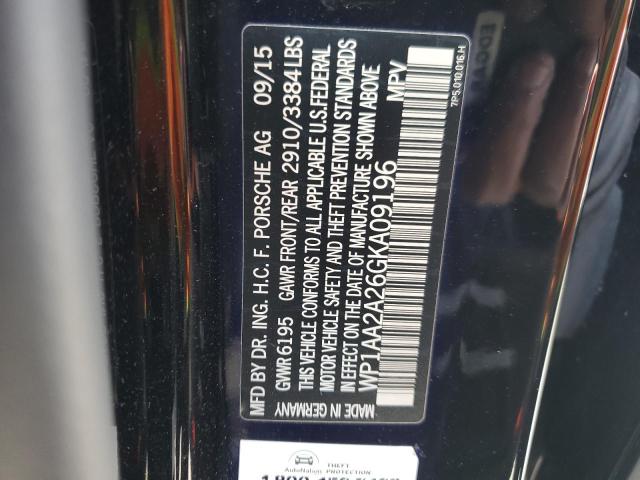 MFD BY DR. ING. H.C. F. PORSCHE AG 09/15
GWWR 6195 GAWR FRONT/REAR 2910/3384 LBS
THIS VEHICLE CONFORMS TO ALL APPLICABLE U.S.FEDERAL
MOTOR VEHICLE SAFETY AND THEFT PREVENTION STANDARDS
IN EFFECT ON THE DATE OF MANUFACTURE SHOWN ABOVE
WP1AA2A26GKA09196 MPV
MADE IN GERMANY
7P5.010.016.H
AutoNation THEFT PROTECTION